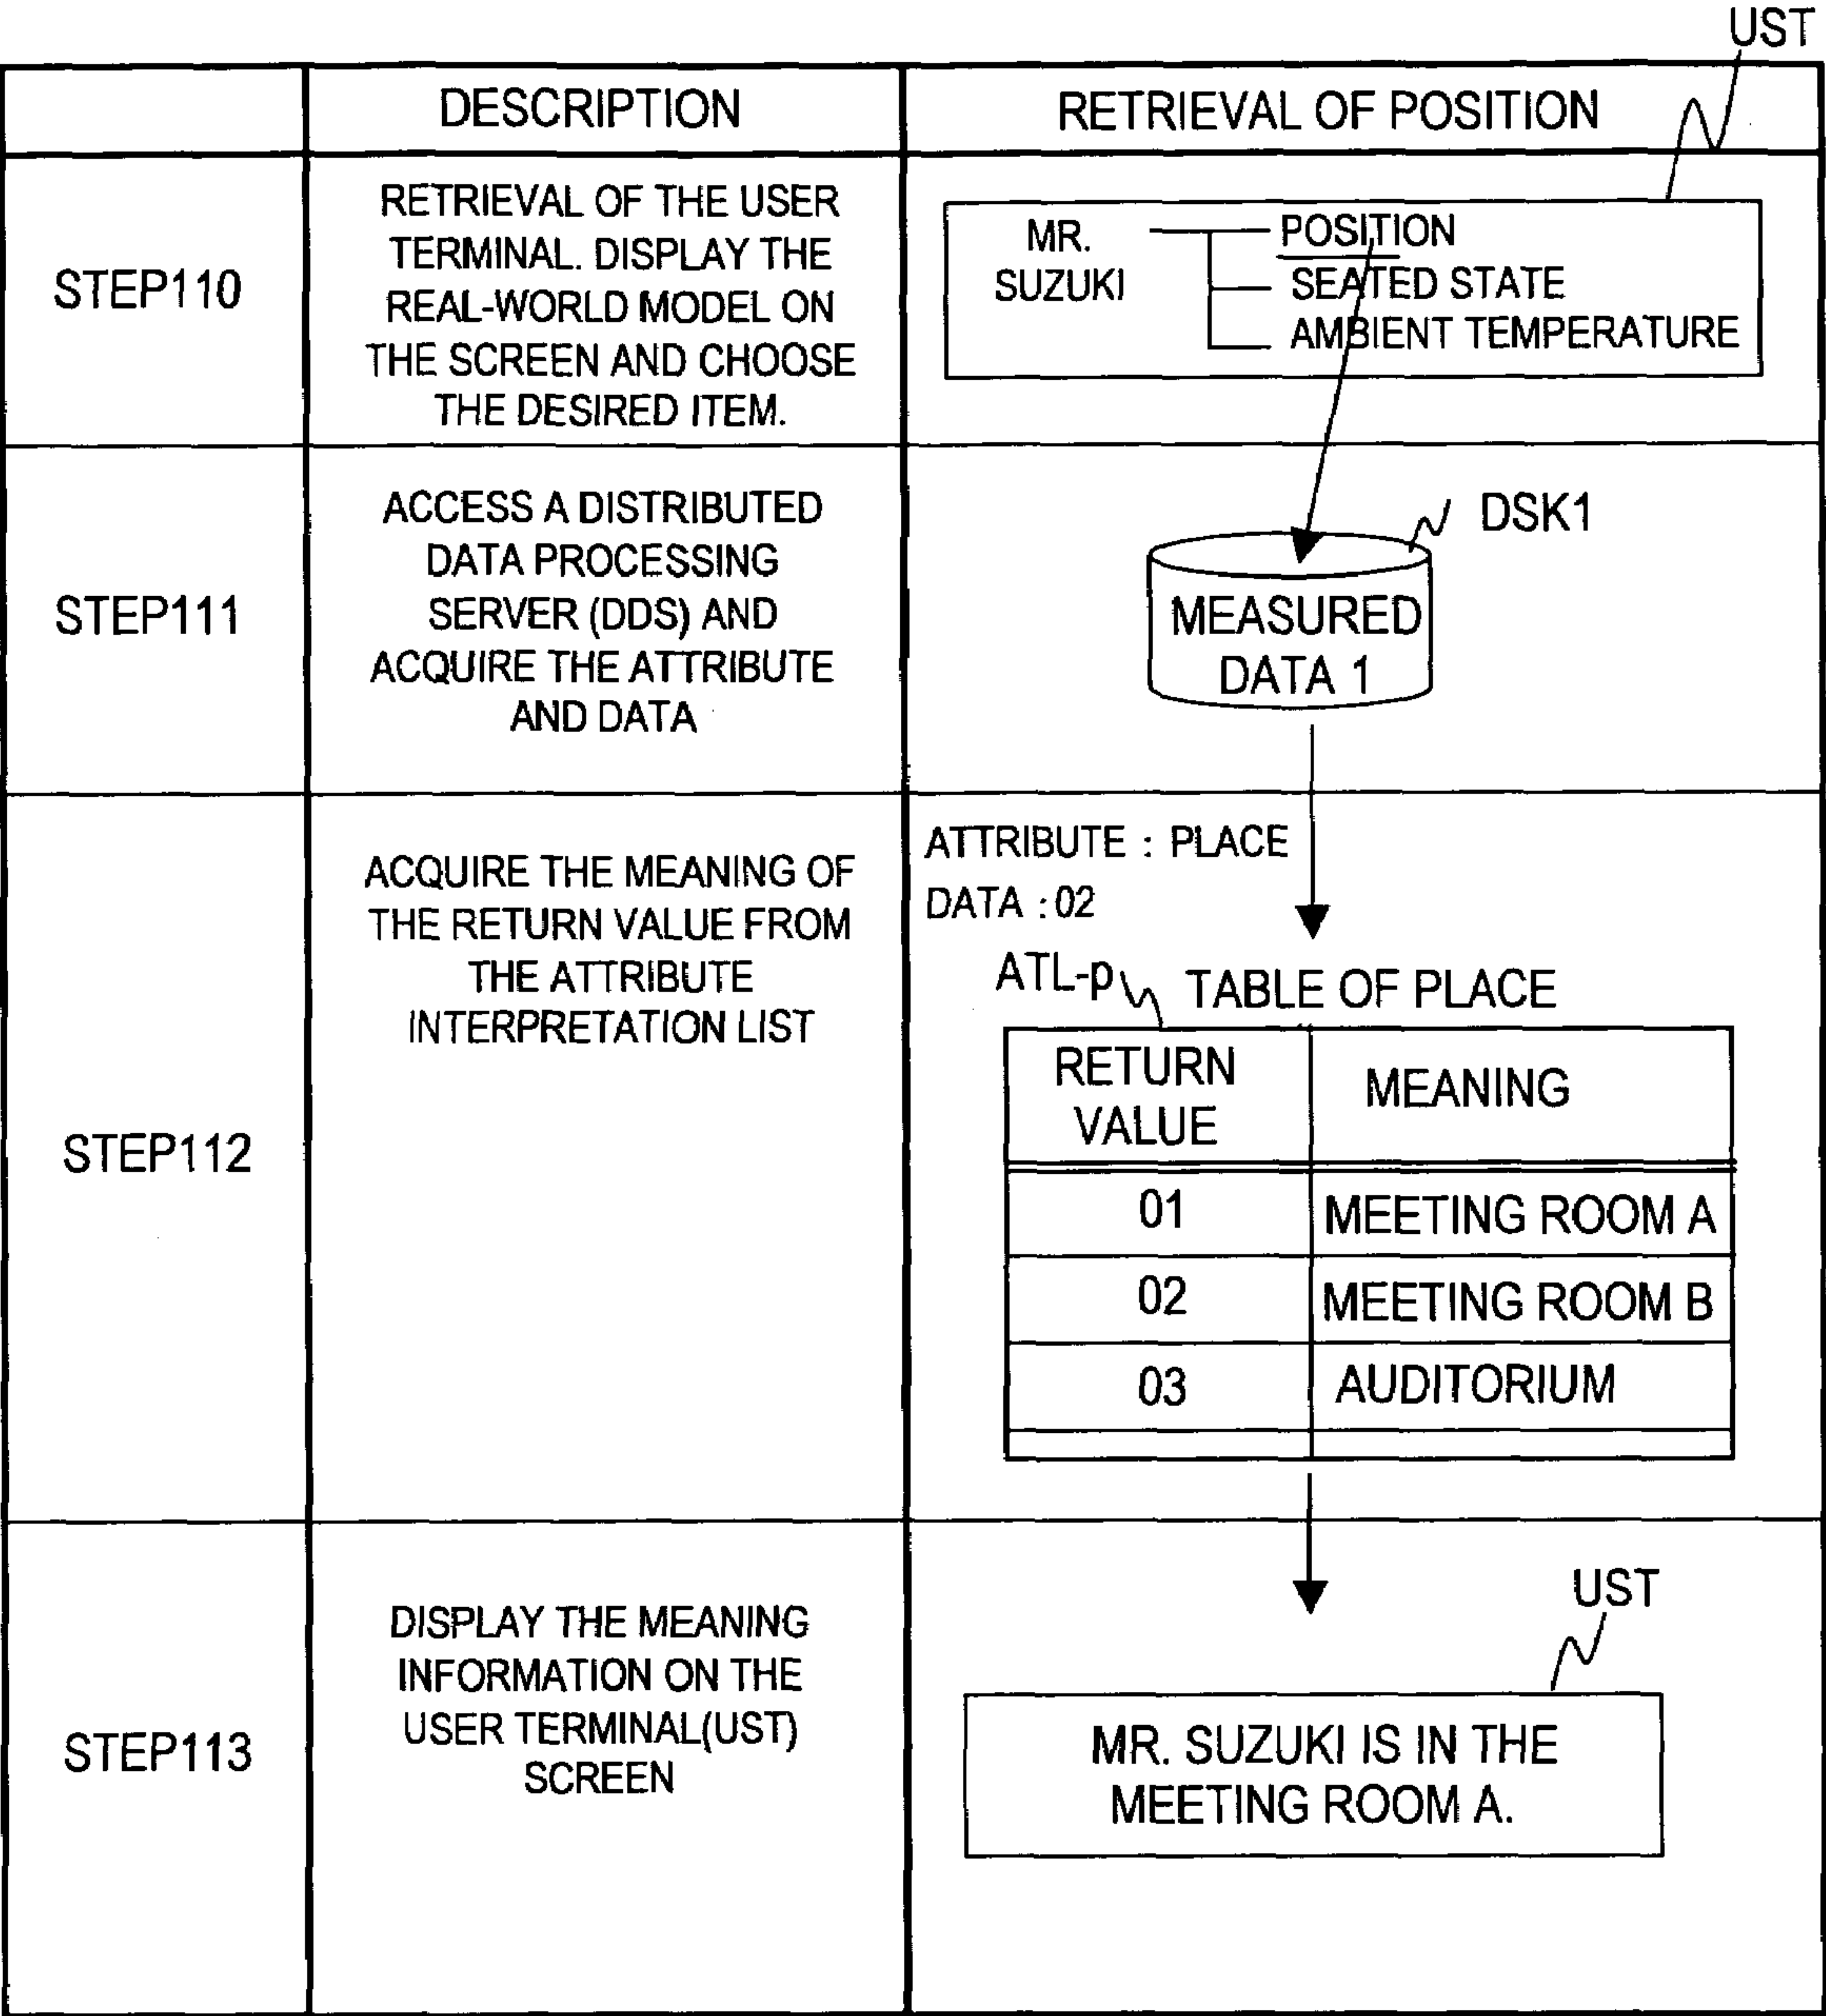 UST
DESCRIPTION
RETRIEVAL OF POSITION
STEP110
RETRIEVAL OF THE USER
TERMINAL. DISPLAY THE
REAL-WORLD MODEL ON
THE SCREEN AND CHOOSE
THE DESIRED ITEM.
MR.
SUZUKI
POSITION
SEATED STATE
AMBIENT TEMPERATURE
STEP111
ACCESS A DISTRIBUTED
DATA PROCESSING
SERVER (DDS) AND
ACQUIRE THE ATTRIBUTE
AND DATA
DSK1
MEASURED
DATA 1
STEP112
ACQUIRE THE MEANING OF
THE RETURN VALUE FROM
THE ATTRIBUTE
INTERPRETATION LIST
ATTRIBUTE : PLACE
DATA : 02
ATL-p
TABLE OF PLACE
RETURN
VALUE
MEANING
01
MEETING ROOM A
02
MEETING ROOM B
03
AUDITORIUM
STEP113
DISPLAY THE MEANING
INFORMATION ON THE
USER TERMINAL(UST)
SCREEN
UST
MR. SUZUKI IS IN THE
MEETING ROOM A.